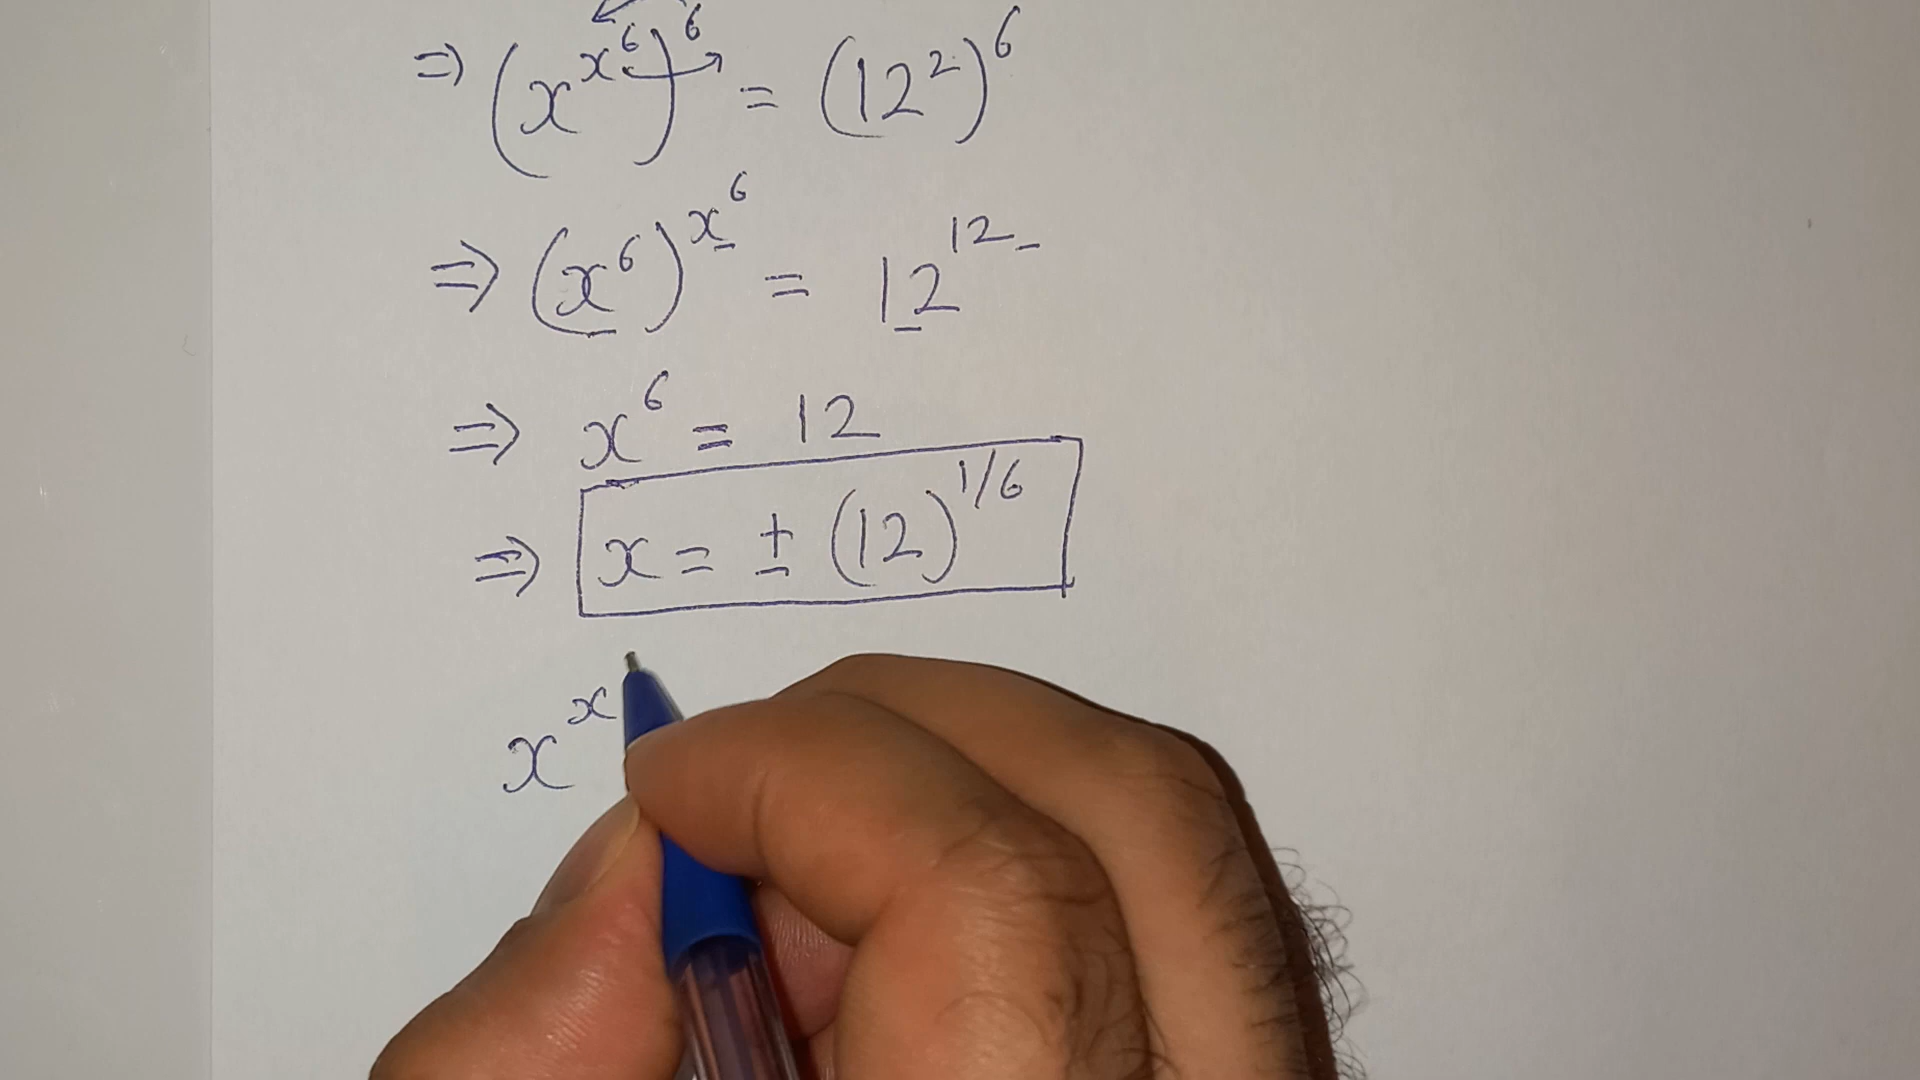 ⇒ (x^x^6)^6 = (12^2)^6
⇒ (x^6)^x^6 = 12^12
⇒ x^6 = 12
⇒ x = ± (12)^1/6
x^x